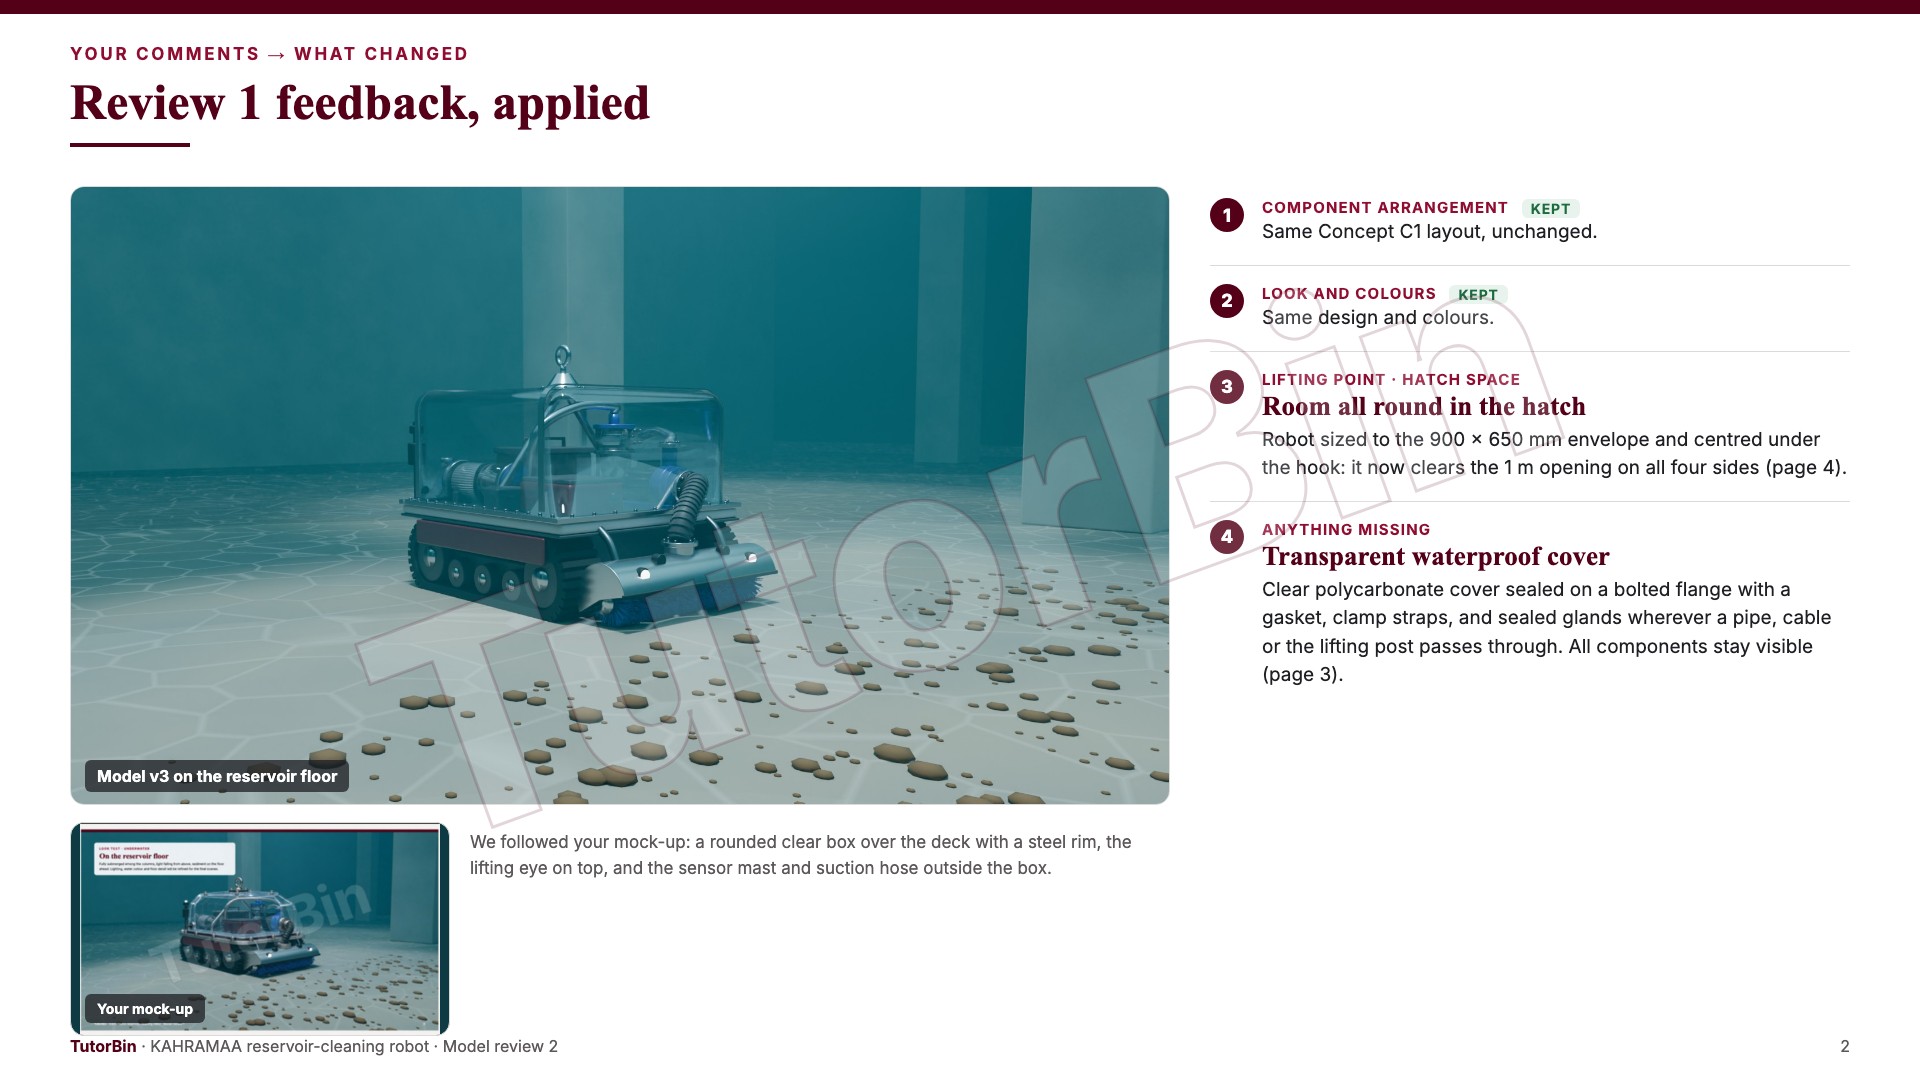 YOUR COMMENTS → WHAT CHANGED
Review 1 feedback, applied
Model v3 on the reservoir floor
On the reservoir floor
TutorBin
Your mock-up
We followed your mock-up: a rounded clear box over the deck with a steel rim, the
lifting eye on top, and the sensor mast and suction hose outside the box.
1
COMPONENT ARRANGEMENT KEPT
Same Concept C1 layout, unchanged.
2
LOOK AND COLOURS KEPT
Same design and colours.
3
LIFTING POINT · HATCH SPACE
Room all round in the hatch
Robot sized to the 900 × 650 mm envelope and centred under
the hook: it now clears the 1 m opening on all four sides (page 4).
4
ANYTHING MISSING
Transparent waterproof cover
Clear polycarbonate cover sealed on a bolted flange with a
gasket, clamp straps, and sealed glands wherever a pipe, cable
or the lifting post passes through. All components stay visible
(page 3).
TutorBin
TutorBin · KAHRAMAA reservoir-cleaning robot · Model review 2
2